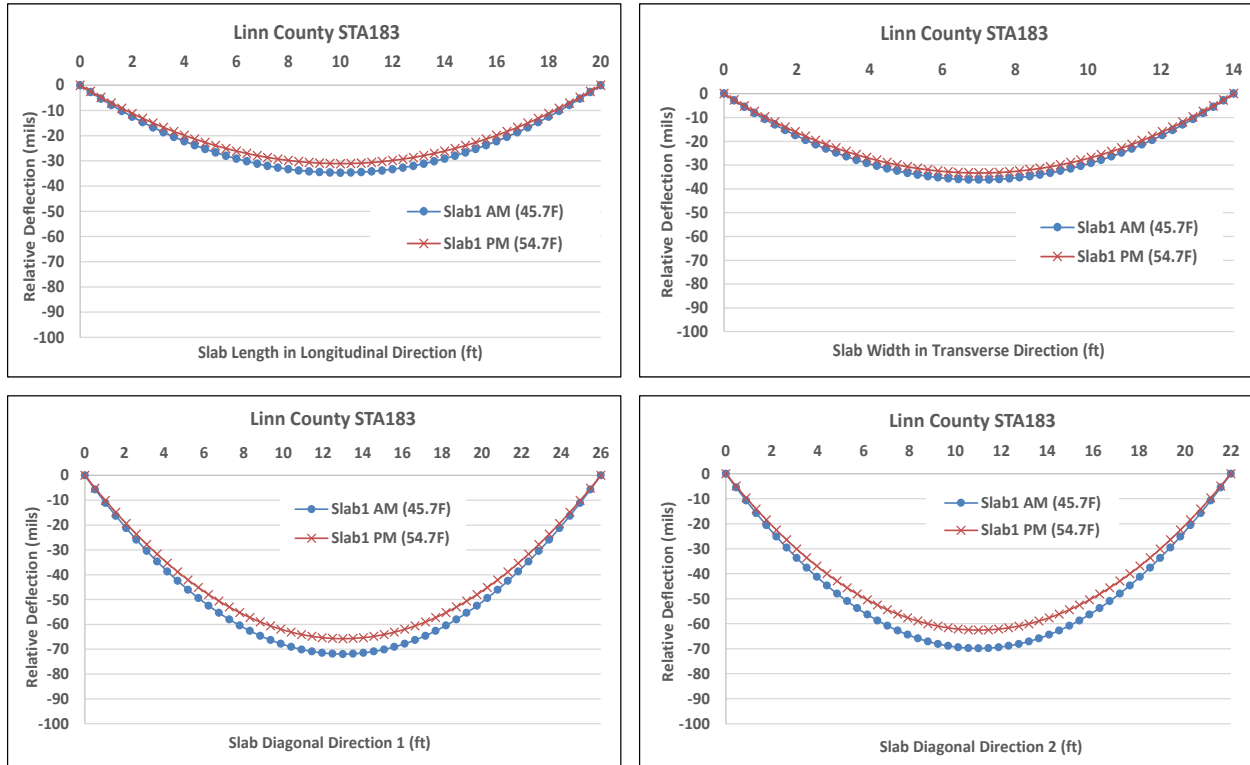 Linn County STA183
0 2 4 6 8 10 12 14 16 18 20
0
-10
-20
-30
-40
-50
-60
-70
-80
-90
-100
Relative Deflection (mils)
Slab1 AM (45.7F)
Slab1 PM (54.7F)
Slab Length in Longitudinal Direction (ft)
Linn County STA183
0 2 4 6 8 10 12 14
0
-10
-20
-30
-40
-50
-60
-70
-80
-90
-100
Relative Deflection (mils)
Slab1 AM (45.7F)
Slab1 PM (54.7F)
Slab Width in Transverse Direction (ft)
Linn County STA183
0 2 4 6 8 10 12 14 16 18 20 22 24 26
0
-10
-20
-30
-40
-50
-60
-70
-80
-90
-100
Relative Deflection (mils)
Slab1 AM (45.7F)
Slab1 PM (54.7F)
Slab Diagonal Direction 1 (ft)
Linn County STA183
0 2 4 6 8 10 12 14 16 18 20 22
0
-10
-20
-30
-40
-50
-60
-70
-80
-90
-100
Relative Deflection (mils)
Slab1 AM (45.7F)
Slab1 PM (54.7F)
Slab Diagonal Direction 2 (ft)